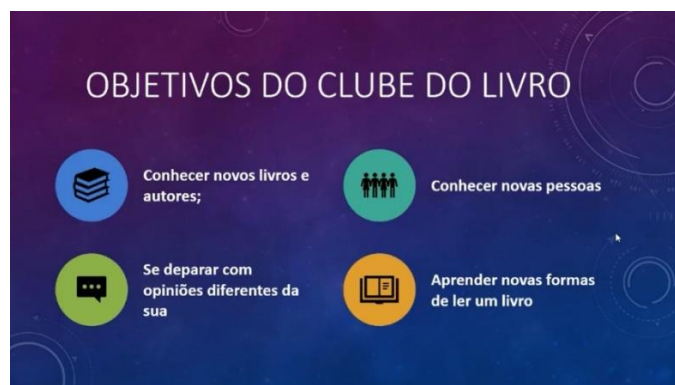 OBJETIVOS DO CLUBE DO LIVRO
Conhecer novos livros e
autores;
Conhecer novas pessoas
Se deparar com
opiniões diferentes da
sua
Aprender novas formas
de ler um livro